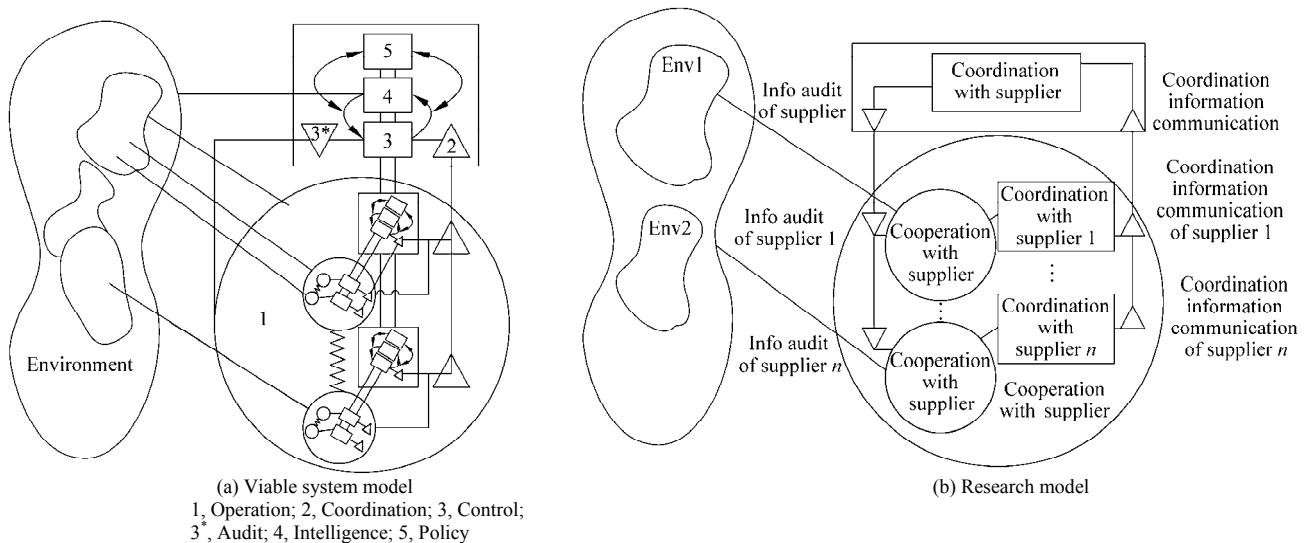 5
4
3*
3
2
1
Environment
(a) Viable system model
1, Operation; 2, Coordination; 3, Control;
3*, Audit; 4, Intelligence; 5, Policy
Env1
Info audit
of supplier
Coordination
with supplier
Coordination
information
communication
Env2
Info audit
of supplier 1
Cooperation
with
supplier
Coordination
with
supplier 1
Coordination
information
communication
of supplier 1
Info audit
of supplier n
Cooperation
with
supplier
Coordination
with
supplier n
Coordination
information
communication
of supplier n
Cooperation
with supplier
(b) Research model